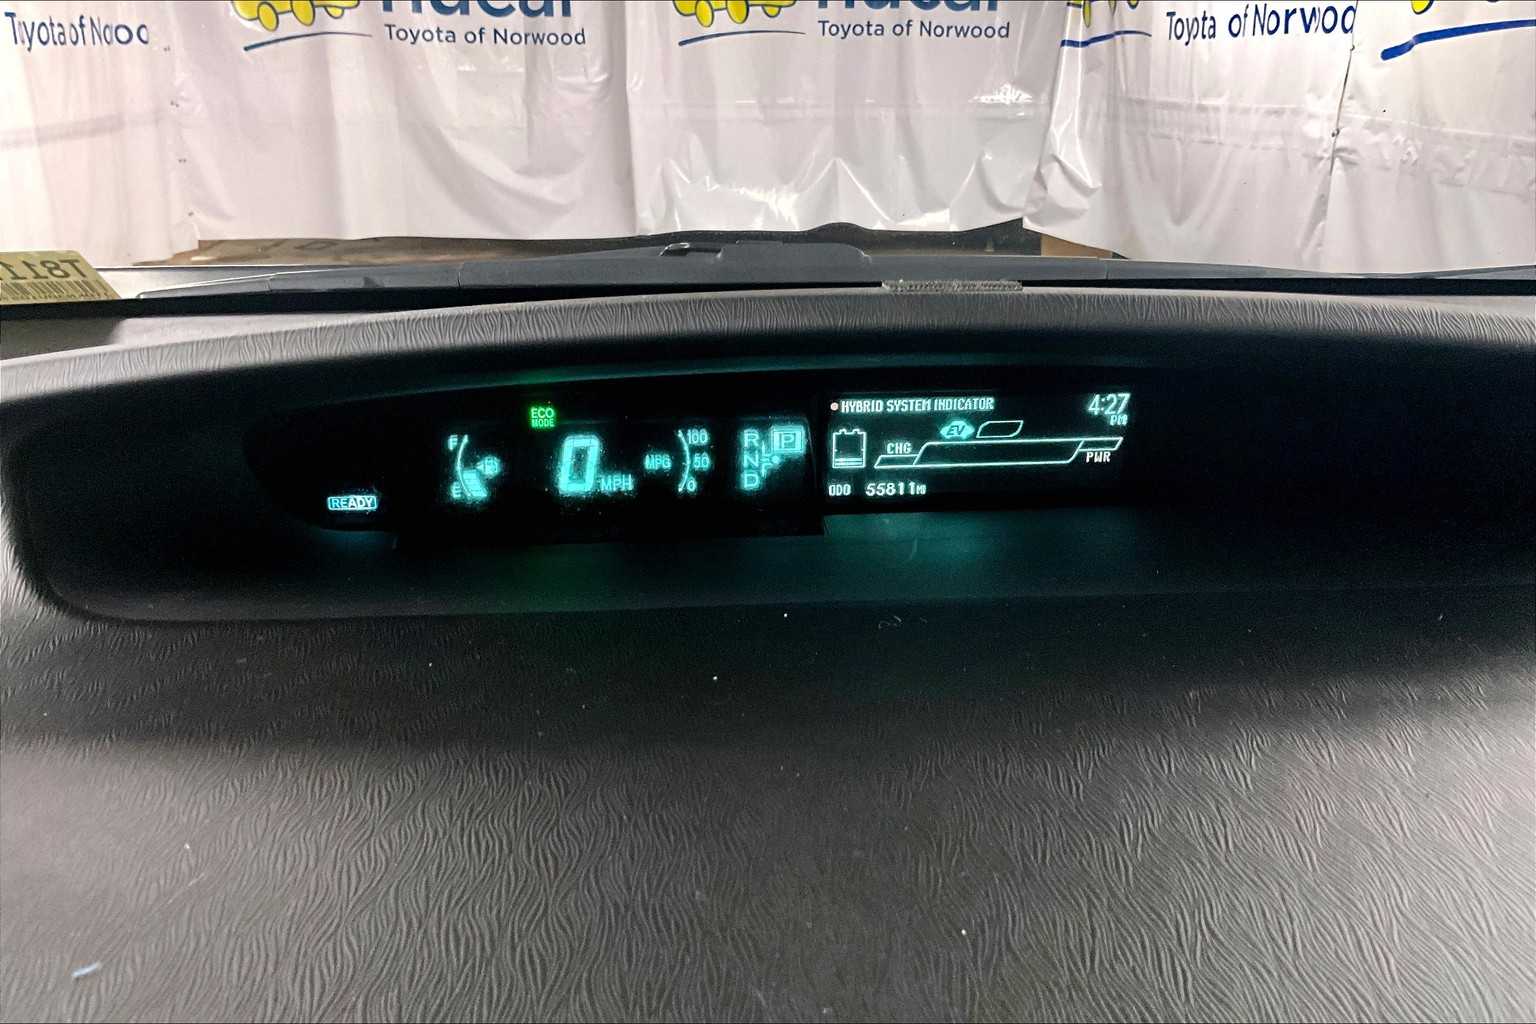 Toyota of Norwood
Toyota of Norwood
Toyota of Norwood
ECO
MODE
READY
F
E
0 MPH
MPG
100
50
0
R
N
D
P
HYBRID SYSTEM INDICATOR
4:27
PM
EV
CHG
PWR
ODO 55811MI